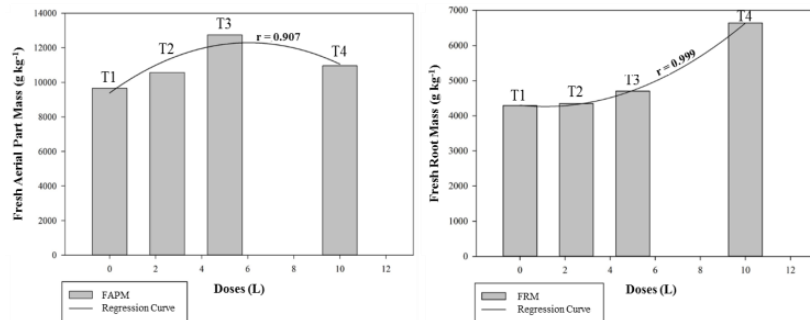 14000
12000
10000
8000
6000
4000
2000
0
Fresh Aerial Part Mass (g kg-1)
T1
T2
T3
T4
r = 0.907
0 2 4 6 8 10 12
Doses (L)
FAPM
Regression Curve
7000
6000
5000
4000
3000
2000
1000
0
Fresh Root Mass (g kg-1)
T1
T2
T3
T4
r = 0.999
0 2 4 6 8 10 12
Doses (L)
FRM
Regression Curve